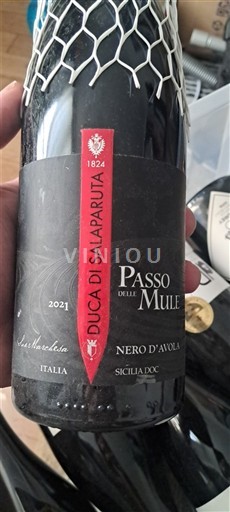 1824
DUCA DI SALAPARUTA
VINIOU
PASSO
DELLE
MULE
2021
NERO D'AVOLA
ITALIA
SICILIA DOC